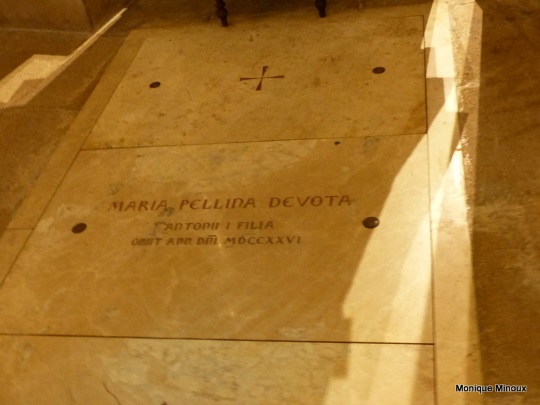 MARIA PELLINA DEVOTA
ANTONII I FILIA
OBIIT ANN DNI MDCCXXVI
Monique Minoux